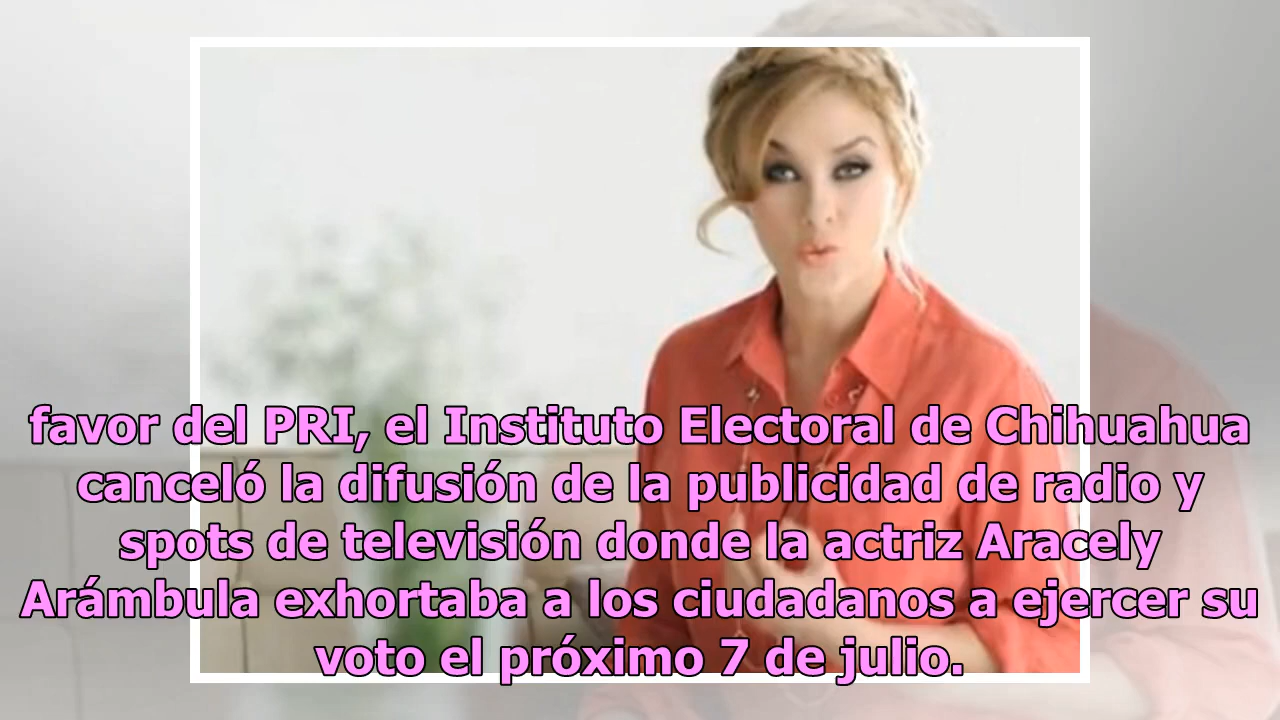 favor del PRI, el Instituto Electoral de Chihuahua
canceló la difusión de la publicidad de radio y
spots de televisión donde la actriz Aracely
Arámbula exhortaba a los ciudadanos a ejercer su
voto el próximo 7 de julio.